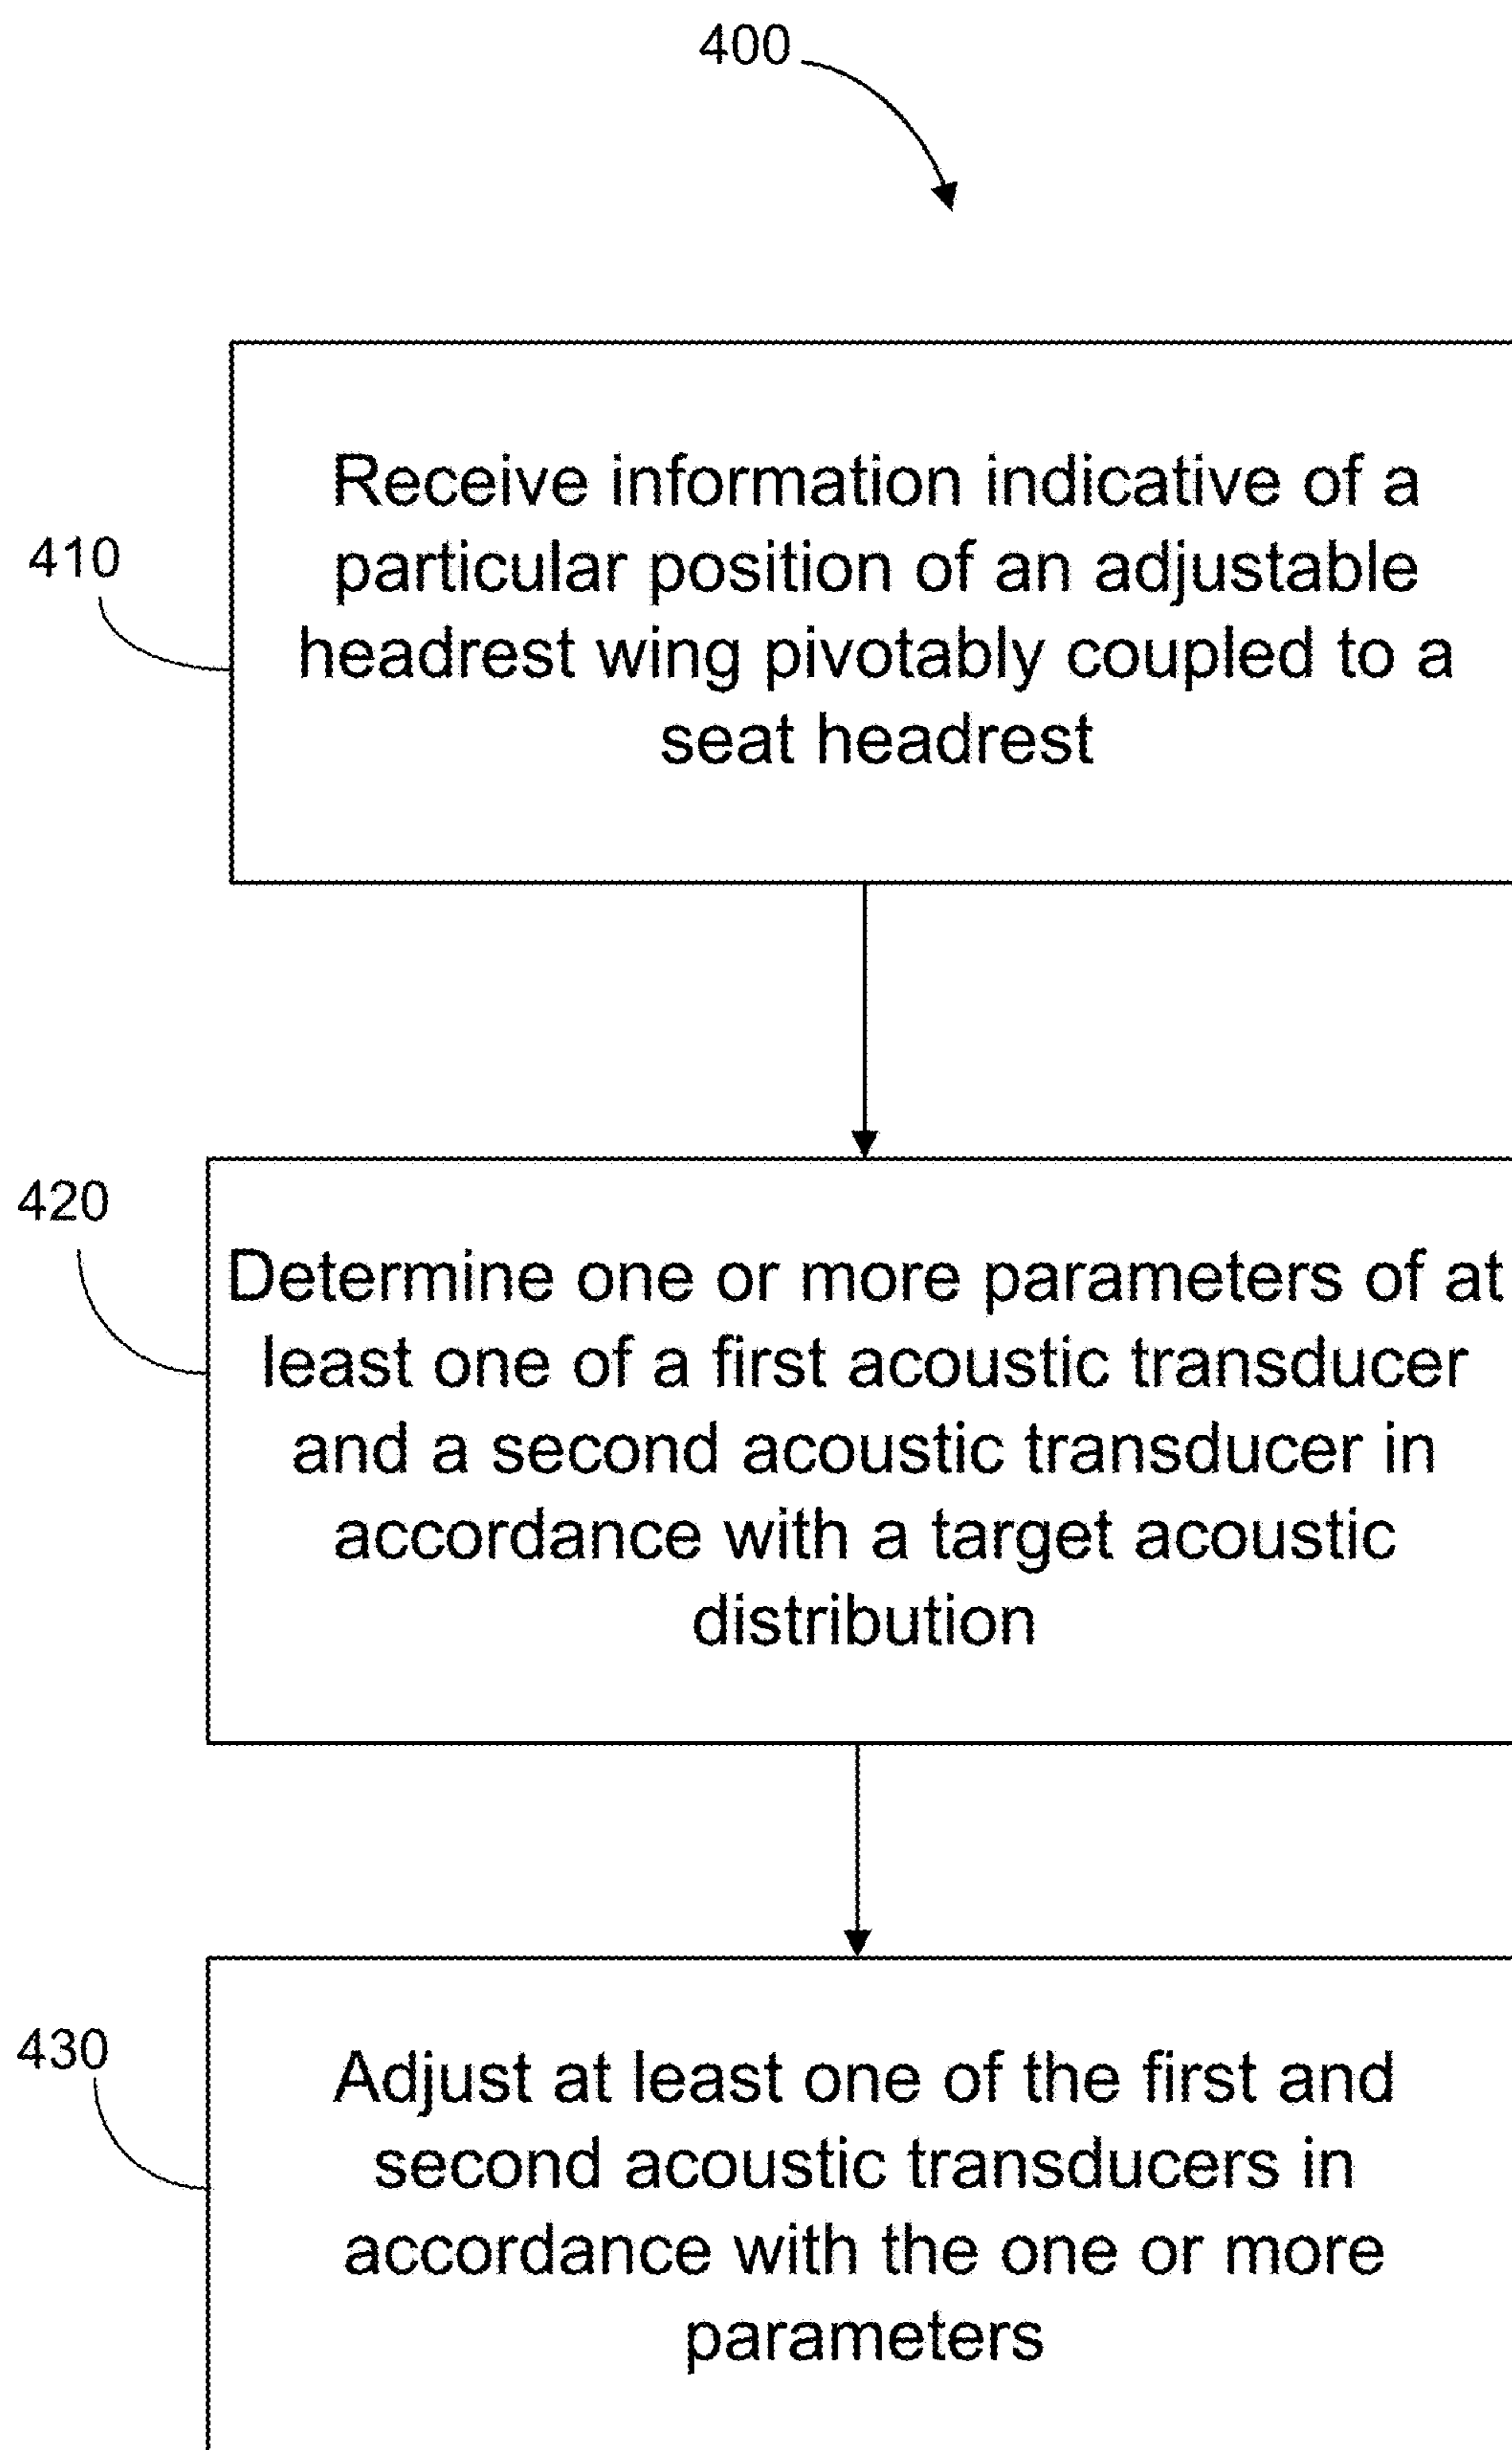 400
410
Receive information indicative of a
particular position of an adjustable
headrest wing pivotably coupled to a
seat headrest
420
Determine one or more parameters of at
least one of a first acoustic transducer
and a second acoustic transducer in
accordance with a target acoustic
distribution
430
Adjust at least one of the first and
second acoustic transducers in
accordance with the one or more
parameters